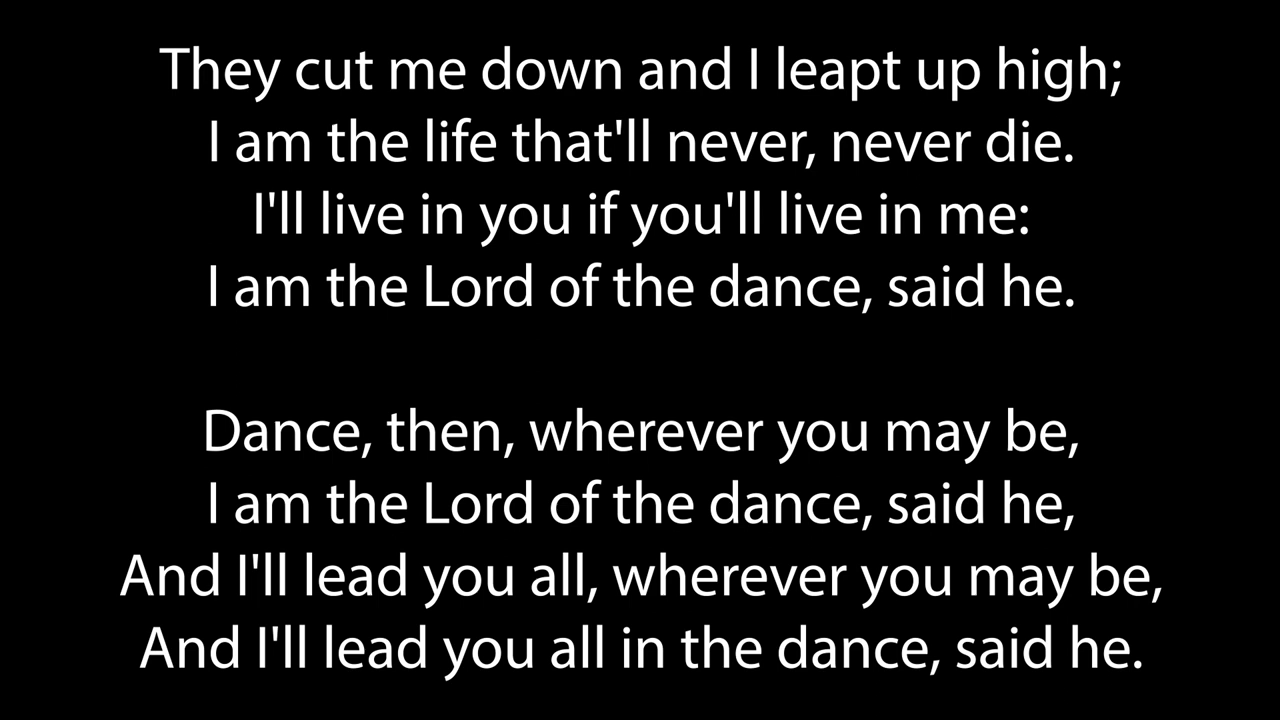 They cut me down and I leapt up high;
I am the life that'll never, never die.
I'll live in you if you'll live in me:
I am the Lord of the dance, said he.
Dance, then, wherever you may be,
I am the Lord of the dance, said he,
And I'll lead you all, wherever you may be,
And I'll lead you all in the dance, said he.